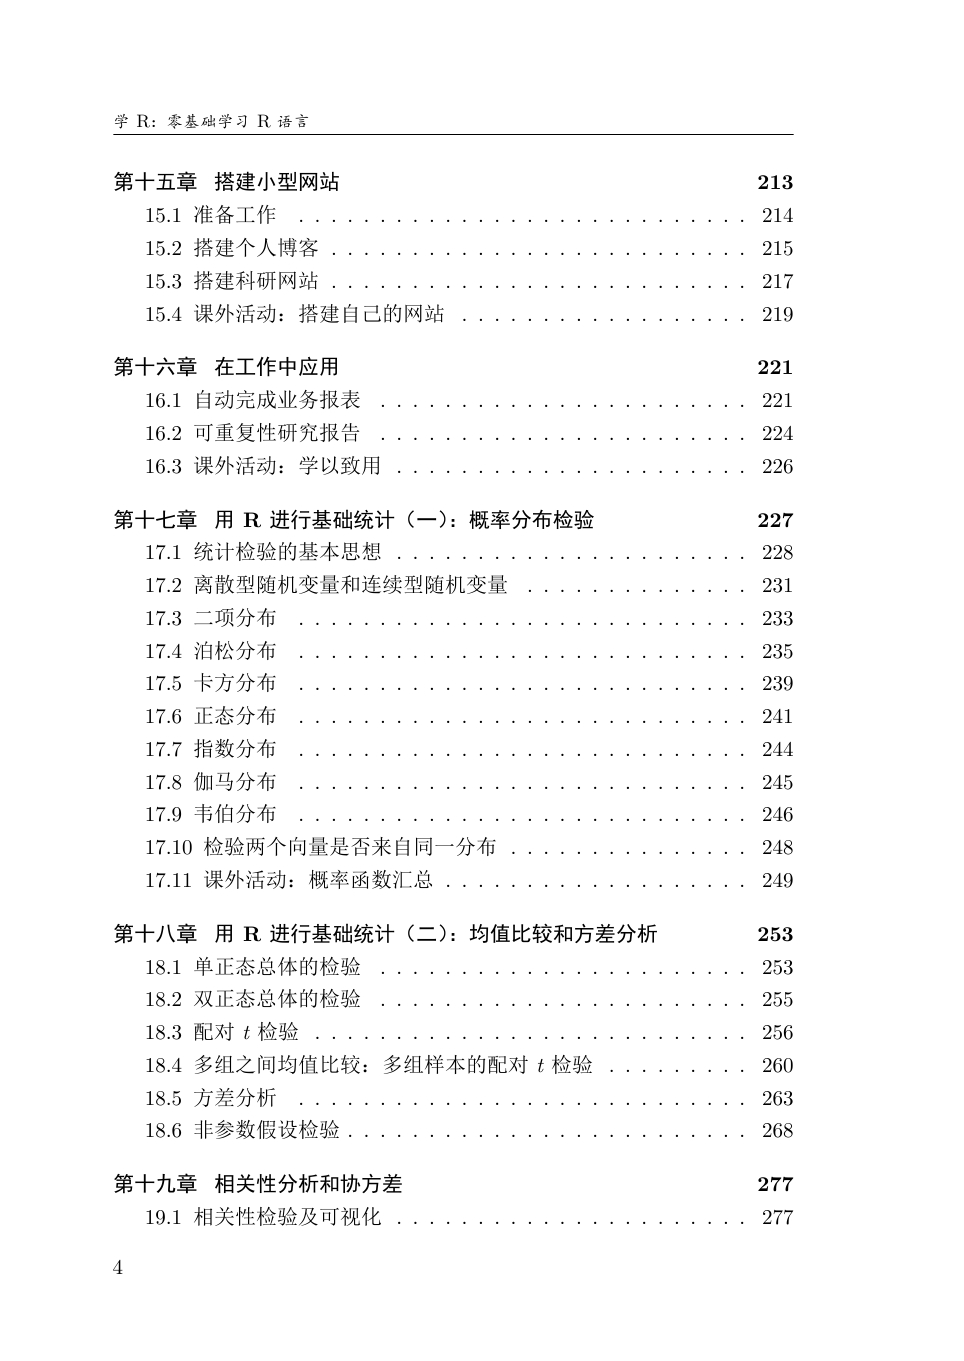 学 R：零基础学习 R 语言
第十五章 搭建小型网站 213
15.1 准备工作 . . . . . . . . . . . . . . . . . . . . . . . . . . . . 214
15.2 搭建个人博客 . . . . . . . . . . . . . . . . . . . . . . . . . . 215
15.3 搭建科研网站 . . . . . . . . . . . . . . . . . . . . . . . . . . 217
15.4 课外活动：搭建自己的网站 . . . . . . . . . . . . . . . . . . 219
第十六章 在工作中应用 221
16.1 自动完成业务报表 . . . . . . . . . . . . . . . . . . . . . . . 221
16.2 可重复性研究报告 . . . . . . . . . . . . . . . . . . . . . . . 224
16.3 课外活动：学以致用 . . . . . . . . . . . . . . . . . . . . . . 226
第十七章 用 R 进行基础统计（一）：概率分布检验 227
17.1 统计检验的基本思想 . . . . . . . . . . . . . . . . . . . . . . 228
17.2 离散型随机变量和连续型随机变量 . . . . . . . . . . . . . . 231
17.3 二项分布 . . . . . . . . . . . . . . . . . . . . . . . . . . . . 233
17.4 泊松分布 . . . . . . . . . . . . . . . . . . . . . . . . . . . . 235
17.5 卡方分布 . . . . . . . . . . . . . . . . . . . . . . . . . . . . 239
17.6 正态分布 . . . . . . . . . . . . . . . . . . . . . . . . . . . . 241
17.7 指数分布 . . . . . . . . . . . . . . . . . . . . . . . . . . . . 244
17.8 伽马分布 . . . . . . . . . . . . . . . . . . . . . . . . . . . . 245
17.9 韦伯分布 . . . . . . . . . . . . . . . . . . . . . . . . . . . . 246
17.10 检验两个向量是否来自同一分布 . . . . . . . . . . . . . . . 248
17.11 课外活动：概率函数汇总 . . . . . . . . . . . . . . . . . . . 249
第十八章 用 R 进行基础统计（二）：均值比较和方差分析 253
18.1 单正态总体的检验 . . . . . . . . . . . . . . . . . . . . . . . 253
18.2 双正态总体的检验 . . . . . . . . . . . . . . . . . . . . . . . 255
18.3 配对 t 检验 . . . . . . . . . . . . . . . . . . . . . . . . . . . 256
18.4 多组之间均值比较：多组样本的配对 t 检验 . . . . . . . . . 260
18.5 方差分析 . . . . . . . . . . . . . . . . . . . . . . . . . . . . 263
18.6 非参数假设检验 . . . . . . . . . . . . . . . . . . . . . . . . . 268
第十九章 相关性分析和协方差 277
19.1 相关性检验及可视化 . . . . . . . . . . . . . . . . . . . . . . 277
4